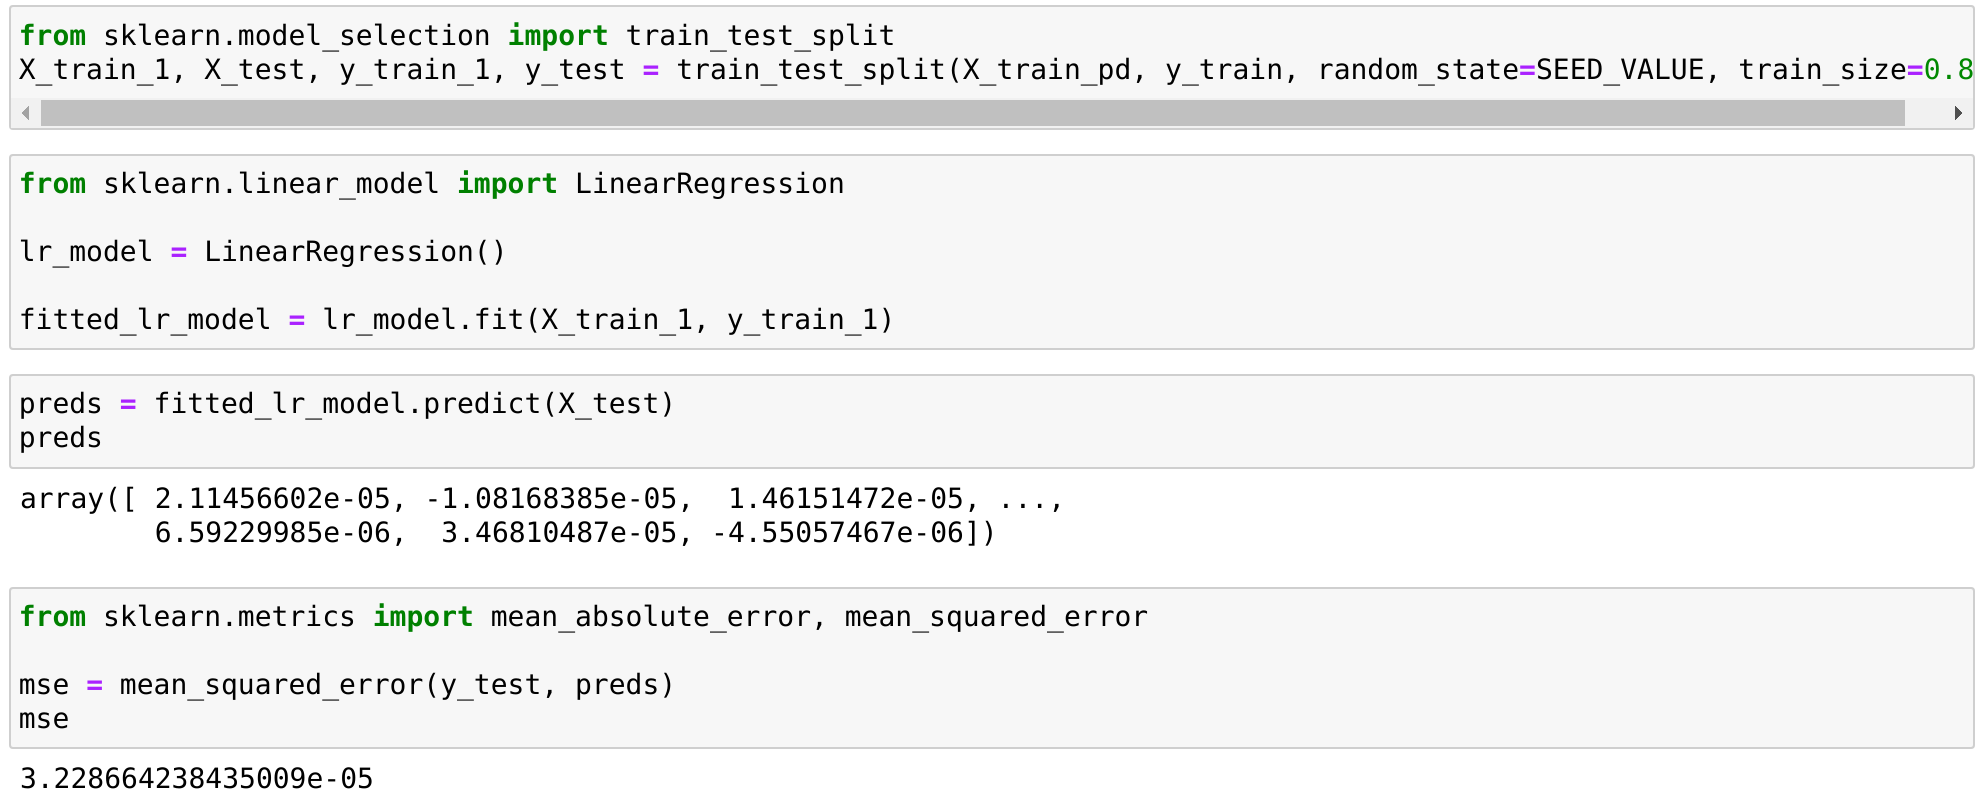 from sklearn.model_selection import train_test_split
X_train_1, X_test, y_train_1, y_test = train_test_split(X_train_pd, y_train, random_state=SEED_VALUE, train_size=0.8
from sklearn.linear_model import LinearRegression
lr_model = LinearRegression()
fitted_lr_model = lr_model.fit(X_train_1, y_train_1)
preds = fitted_lr_model.predict(X_test)
preds
array([ 2.11456602e-05, -1.08168385e-05,  1.46151472e-05, ...,
        6.59229985e-06,  3.46810487e-05, -4.55057467e-06])
from sklearn.metrics import mean_absolute_error, mean_squared_error
mse = mean_squared_error(y_test, preds)
mse
3.228664238435009e-05